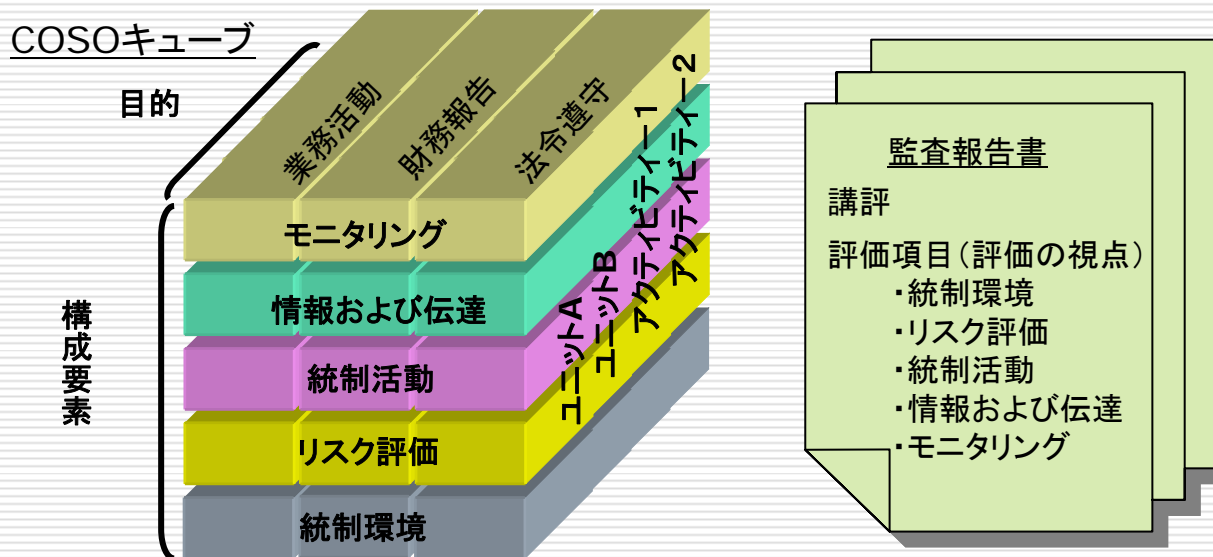 COSOキューブ
目的
業務活動
財務報告
法令遵守
構成要素
モニタリング
情報および伝達
統制活動
リスク評価
統制環境
ユニットA
ユニットB
アクティビティー1
アクティビティー2
監査報告書
講評
評価項目(評価の視点)
・統制環境
・リスク評価
・統制活動
・情報および伝達
・モニタリング